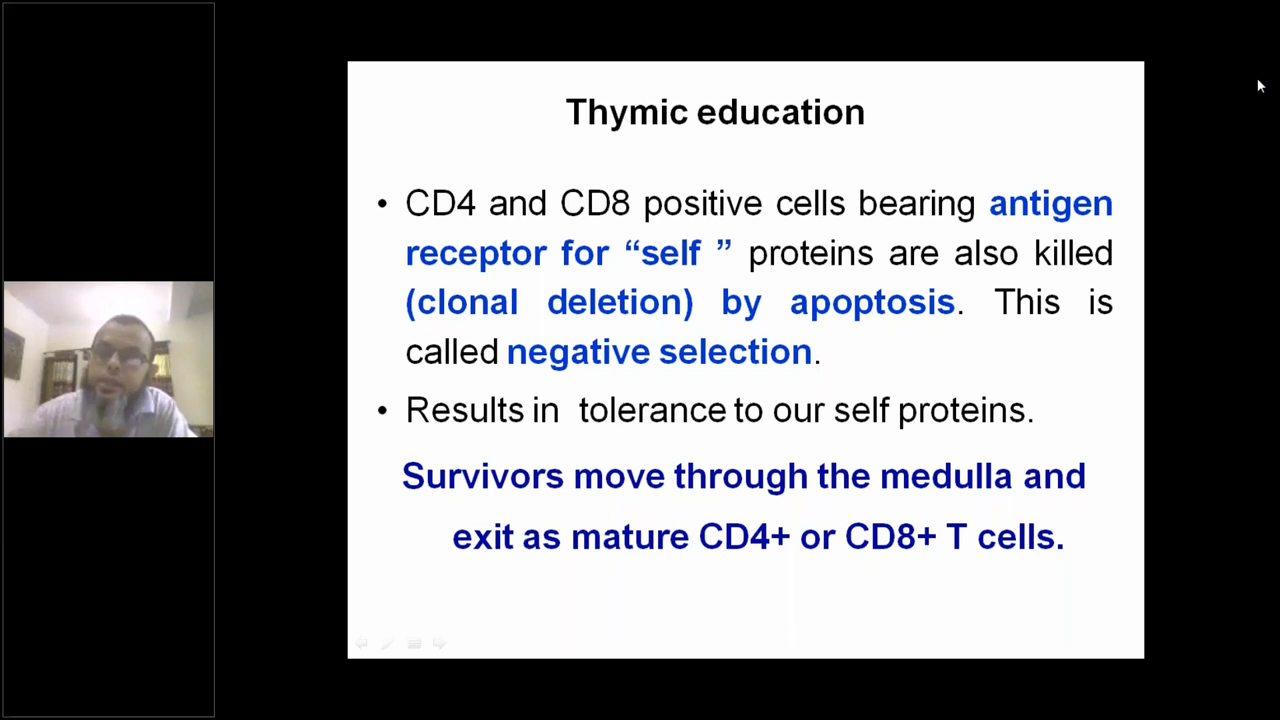 Thymic education
• CD4 and CD8 positive cells bearing antigen
receptor for “self ” proteins are also killed
(clonal deletion) by apoptosis. This is
called negative selection.
• Results in tolerance to our self proteins.
Survivors move through the medulla and
exit as mature CD4+ or CD8+ T cells.